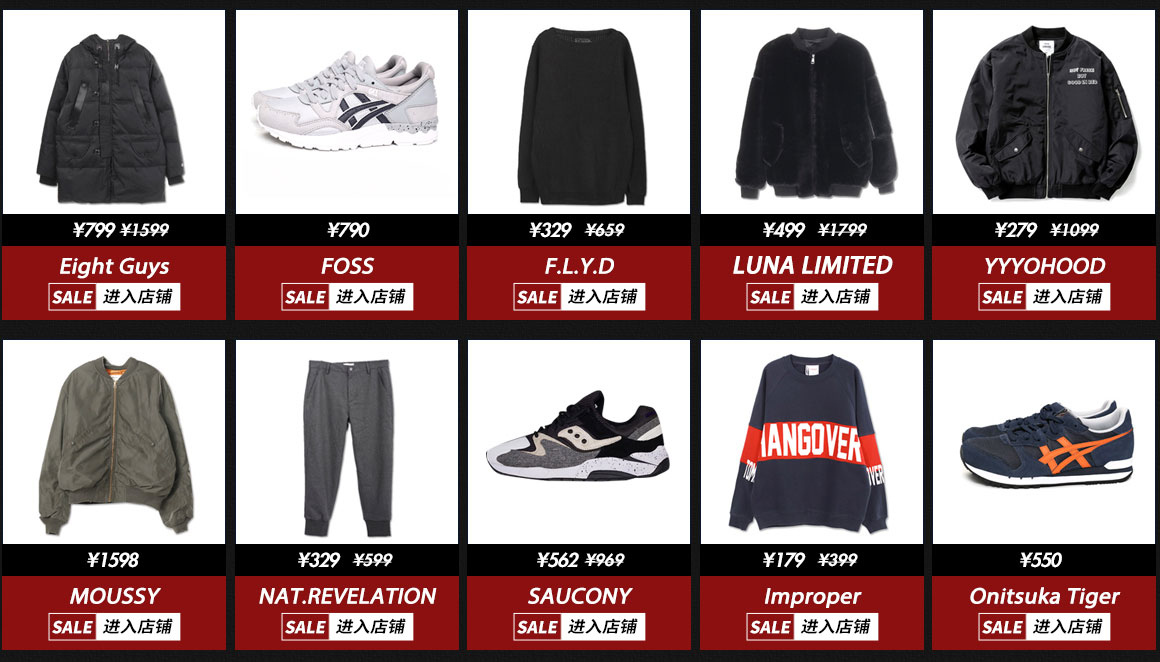 ¥799 ¥1599
Eight Guys
SALE 进入店铺
¥790
FOSS
SALE 进入店铺
¥329 ¥659
F.L.Y.D
SALE 进入店铺
¥499 ¥1799
LUNA LIMITED
SALE 进入店铺
¥279 ¥1099
YYYOHOOD
SALE 进入店铺
¥1598
MOUSSY
SALE 进入店铺
¥329 ¥599
NAT.REVELATION
SALE 进入店铺
¥562 ¥969
SAUCONY
SALE 进入店铺
HANGOVER
¥179 ¥399
Improper
SALE 进入店铺
¥550
Onitsuka Tiger
SALE 进入店铺